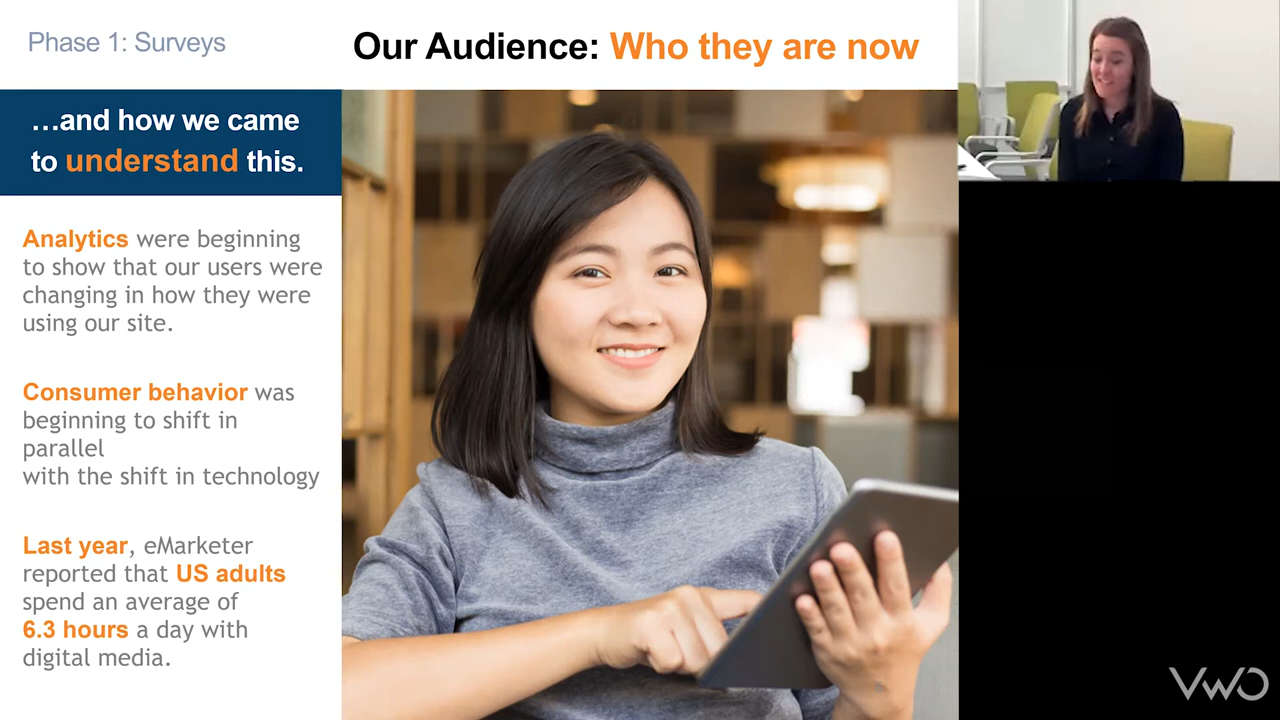 Phase 1: Surveys
Our Audience: Who they are now
…and how we came
to understand this.
Analytics were beginning
to show that our users were
changing in how they were
using our site.
Consumer behavior was
beginning to shift in
parallel
with the shift in technology
Last year, eMarketer
reported that US adults
spend an average of
6.3 hours a day with
digital media.
VWO